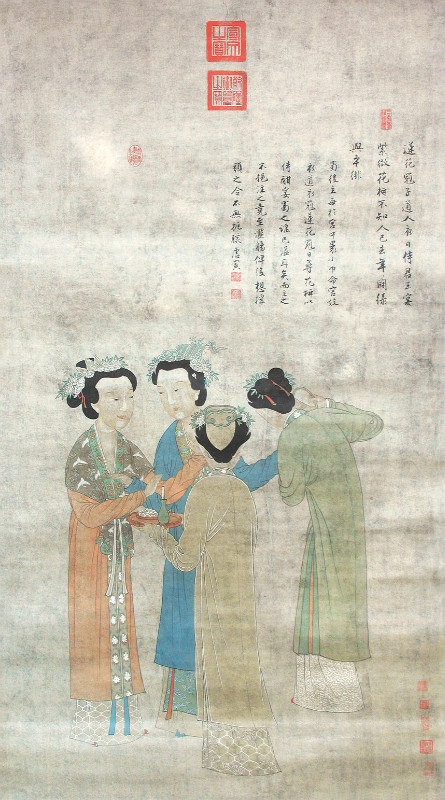 蓮花冠子道人衣日侍君王宴
紫微花柳不知人已去年年鬪綠
與爭緋
蜀後主每於宮中裹小巾命宮妓
衣道衣冠蓮花冠日尋花柳以
侍酣宴蜀之謠已溢耳矣而主之
不挹注之竟至濫觴俾後想搖
頭之令不無扼腕唐寅